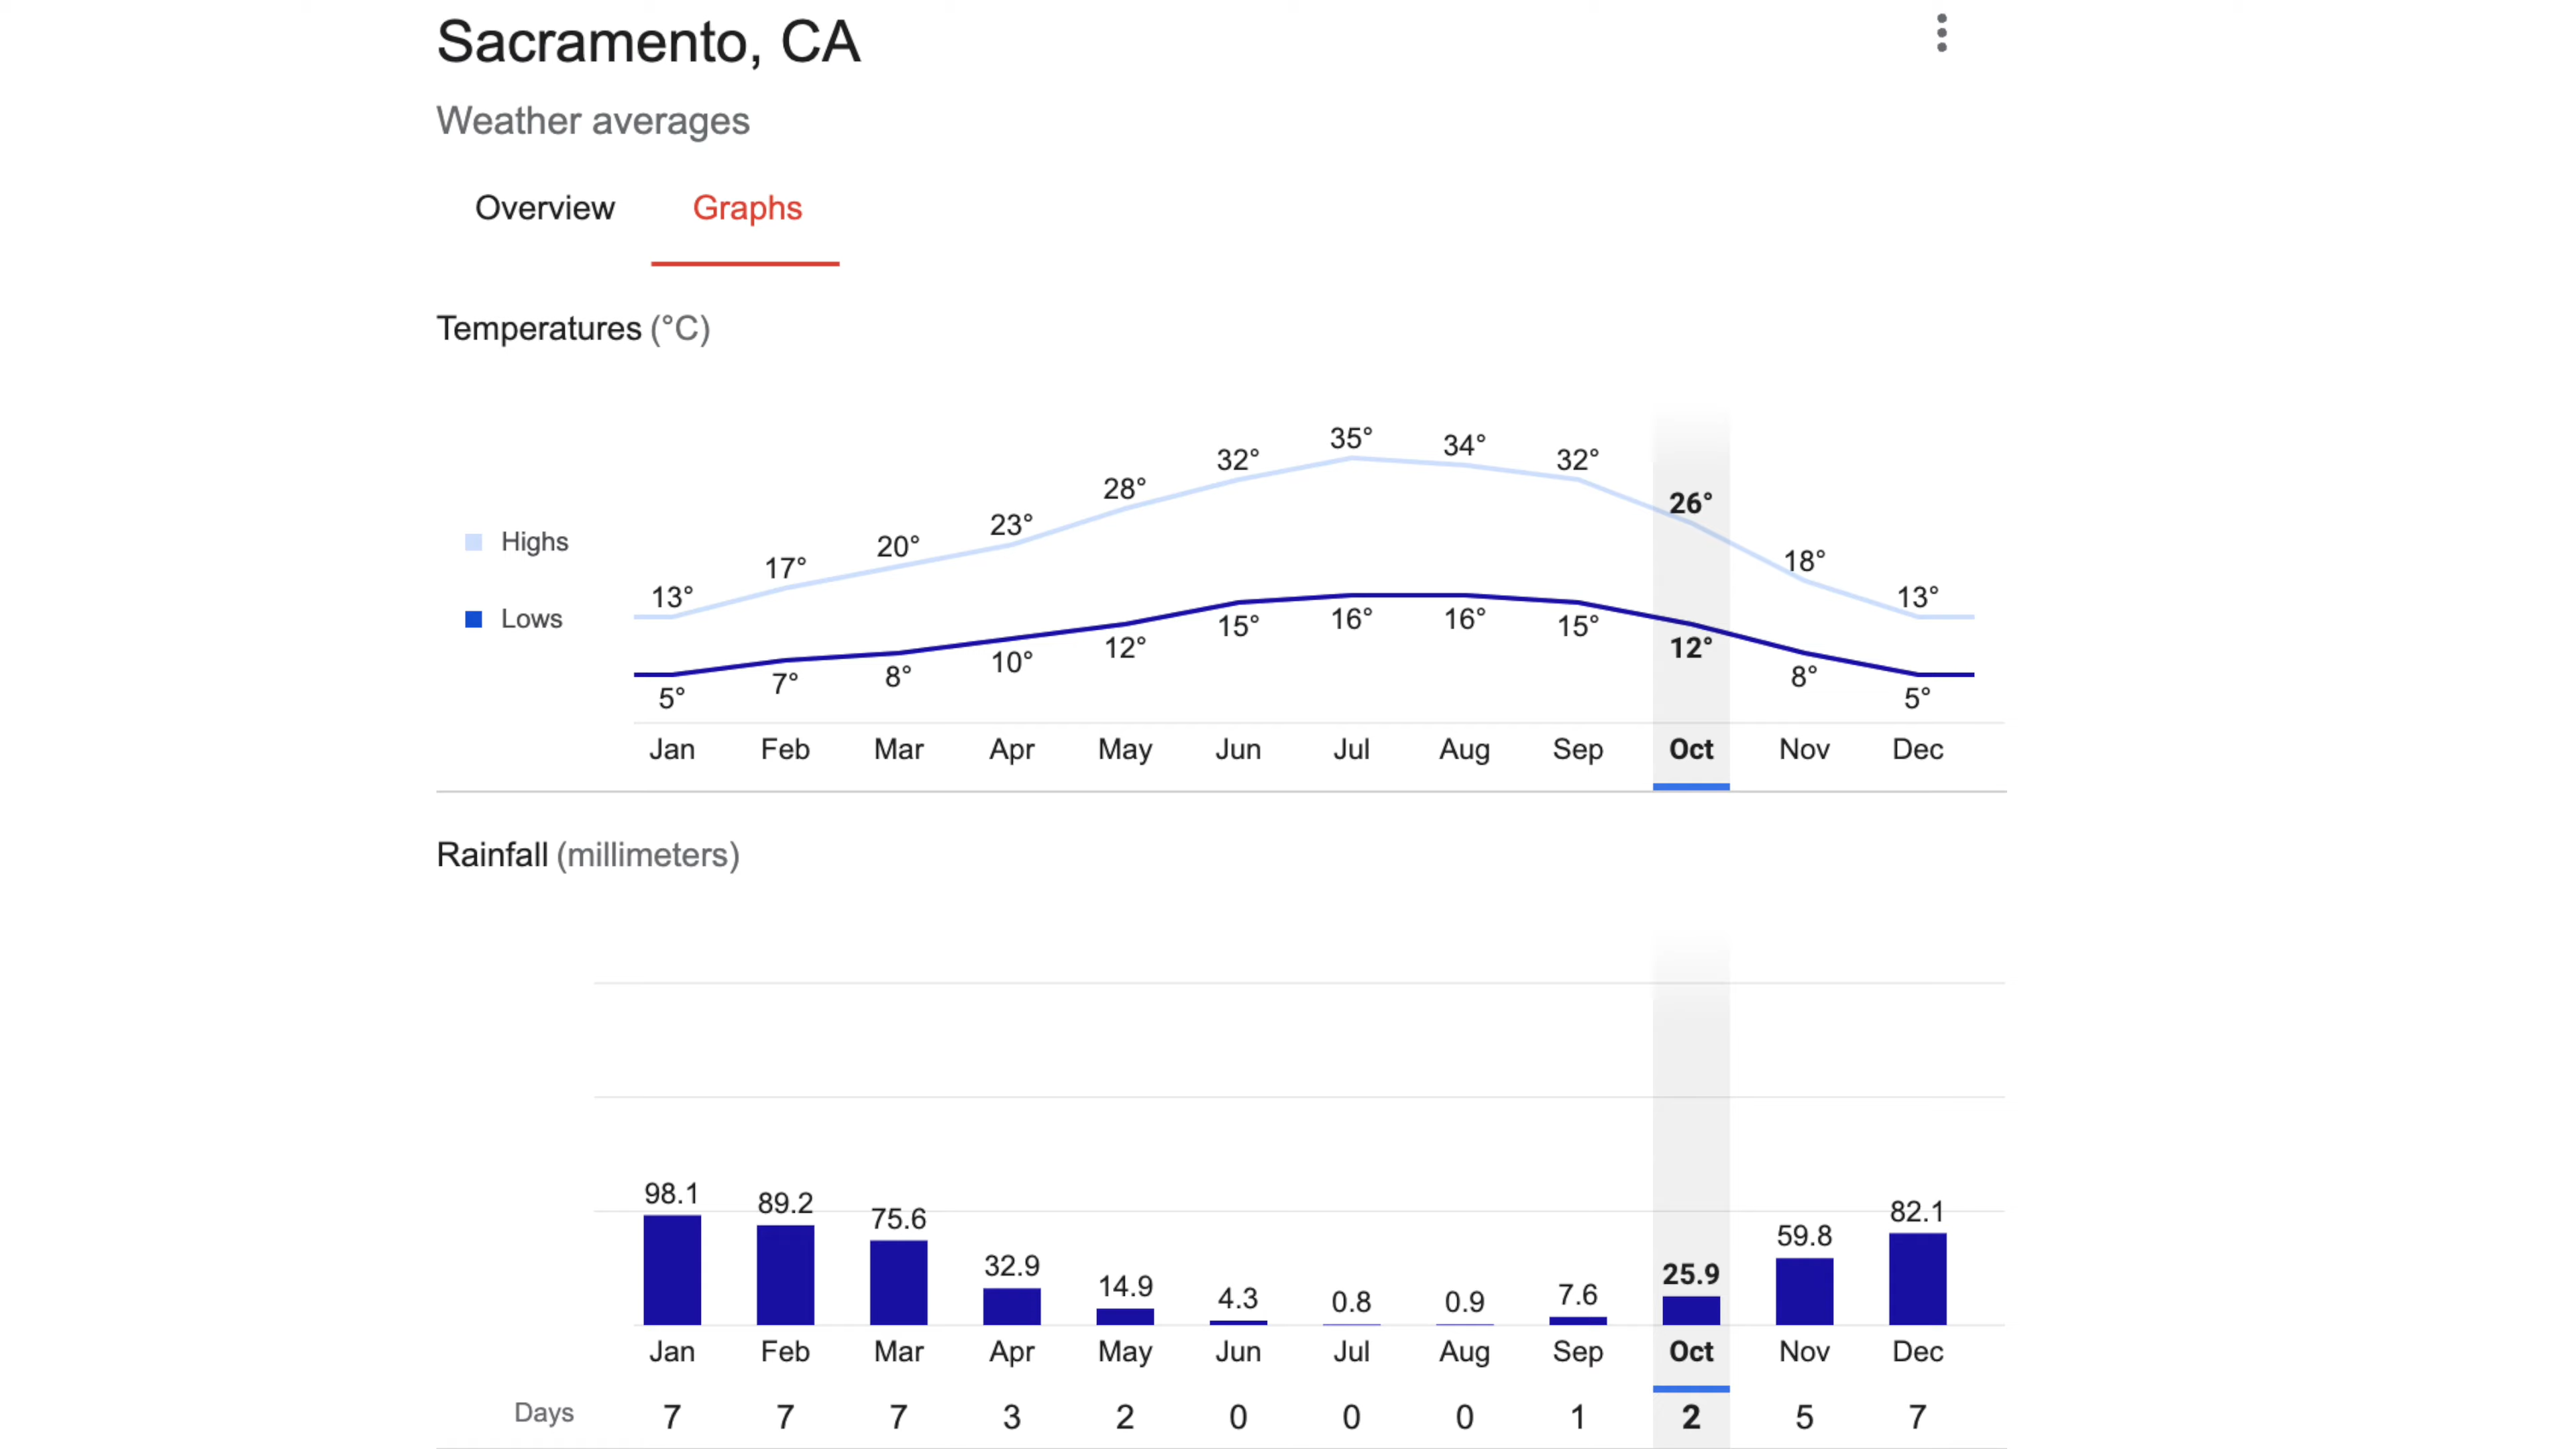 Sacramento, CA
Weather averages
Overview Graphs
Temperatures (°C)
Highs
Lows
13° 17° 20° 23° 28° 32° 35° 34° 32° 26° 18° 13°
5° 7° 8° 10° 12° 15° 16° 16° 15° 12° 8° 5°
Jan Feb Mar Apr May Jun Jul Aug Sep Oct Nov Dec
Rainfall (millimeters)
98.1 89.2 75.6 32.9 14.9 4.3 0.8 0.9 7.6 25.9 59.8 82.1
Jan Feb Mar Apr May Jun Jul Aug Sep Oct Nov Dec
Days 7 7 7 3 2 0 0 0 1 2 5 7